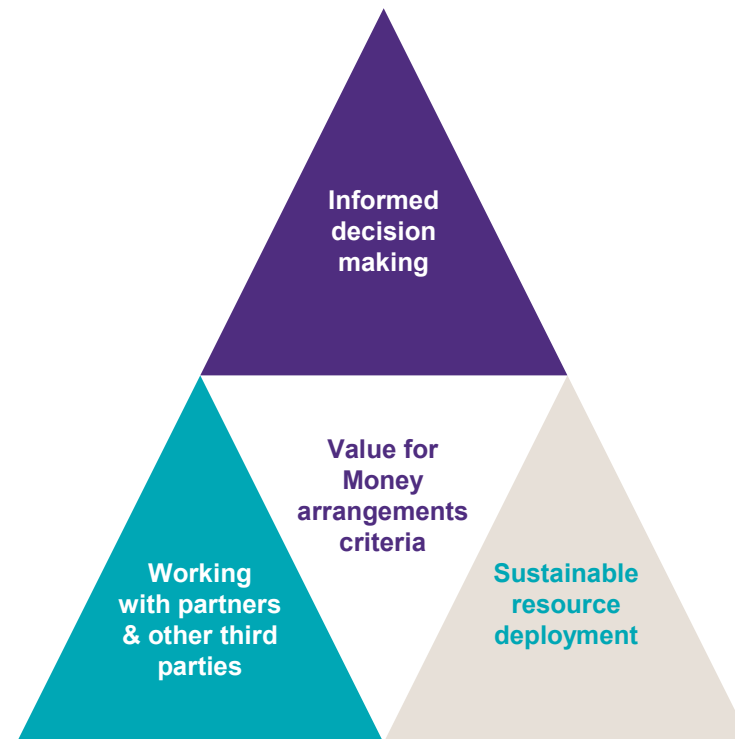 Informed
decision
making
Value for
Money
arrangements
criteria
Working
with partners
& other third
parties
Sustainable
resource
deployment